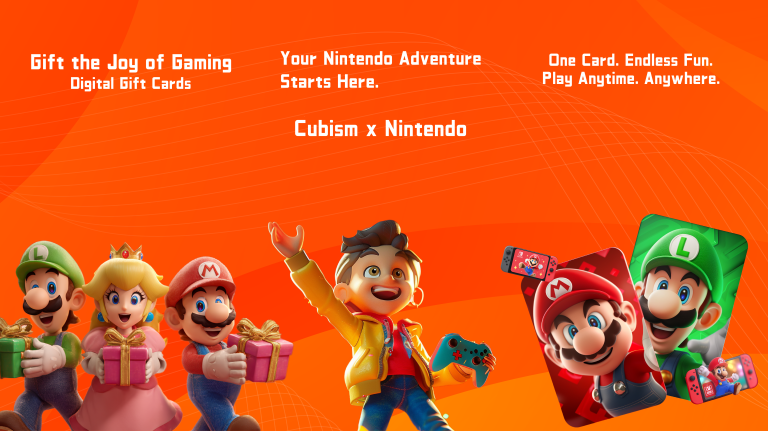 Gift the Joy of Gaming
Digital Gift Cards
Your Nintendo Adventure
Starts Here.
One Card. Endless Fun.
Play Anytime. Anywhere.
Cubism x Nintendo
L
M
M
L